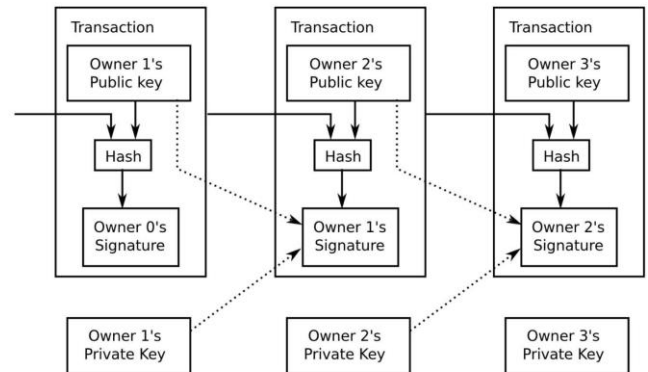 Transaction
Owner 1's
Public key
Hash
Owner 0's
Signature
Transaction
Owner 2's
Public key
Hash
Owner 1's
Signature
Transaction
Owner 3's
Public key
Hash
Owner 2's
Signature
Owner 1's
Private Key
Owner 2's
Private Key
Owner 3's
Private Key